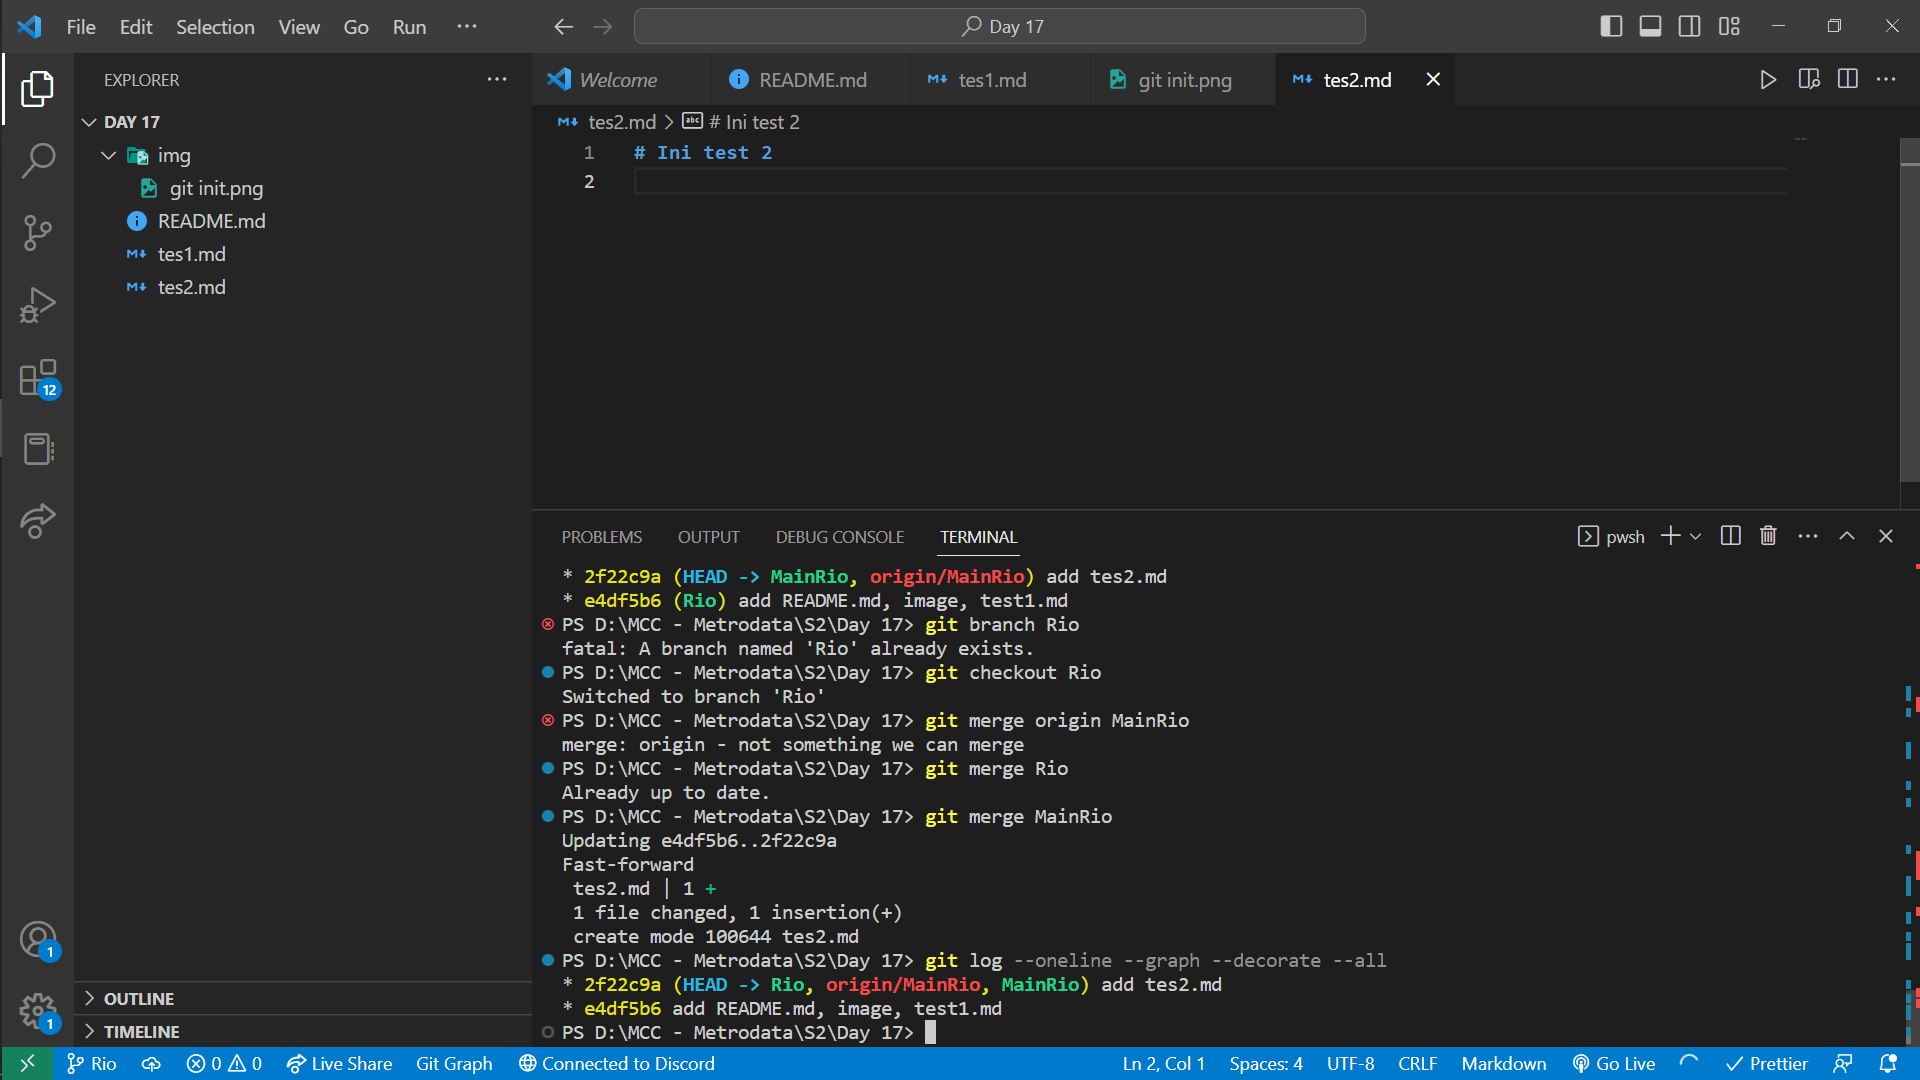 File Edit Selection View Go Run ··· Day 17
EXPLORER ···
Welcome README.md tes1.md git init.png tes2.md
DAY 17
img
git init.png
README.md
tes1.md
tes2.md
OUTLINE
TIMELINE
12
1
1
tes2.md > # Ini test 2
1 # Ini test 2
2
PROBLEMS OUTPUT DEBUG CONSOLE TERMINAL pwsh
* 2f22c9a (HEAD -> MainRio, origin/MainRio) add tes2.md
* e4df5b6 (Rio) add README.md, image, test1.md
PS D:\MCC - Metrodata\S2\Day 17> git branch Rio
fatal: A branch named 'Rio' already exists.
PS D:\MCC - Metrodata\S2\Day 17> git checkout Rio
Switched to branch 'Rio'
PS D:\MCC - Metrodata\S2\Day 17> git merge origin MainRio
merge: origin - not something we can merge
PS D:\MCC - Metrodata\S2\Day 17> git merge Rio
Already up to date.
PS D:\MCC - Metrodata\S2\Day 17> git merge MainRio
Updating e4df5b6..2f22c9a
Fast-forward
tes2.md | 1 +
1 file changed, 1 insertion(+)
create mode 100644 tes2.md
PS D:\MCC - Metrodata\S2\Day 17> git log --oneline --graph --decorate --all
* 2f22c9a (HEAD -> Rio, origin/MainRio, MainRio) add tes2.md
* e4df5b6 add README.md, image, test1.md
PS D:\MCC - Metrodata\S2\Day 17>
Rio 0 0 Live Share Git Graph Connected to Discord Ln 2, Col 1 Spaces: 4 UTF-8 CRLF Markdown Go Live Prettier